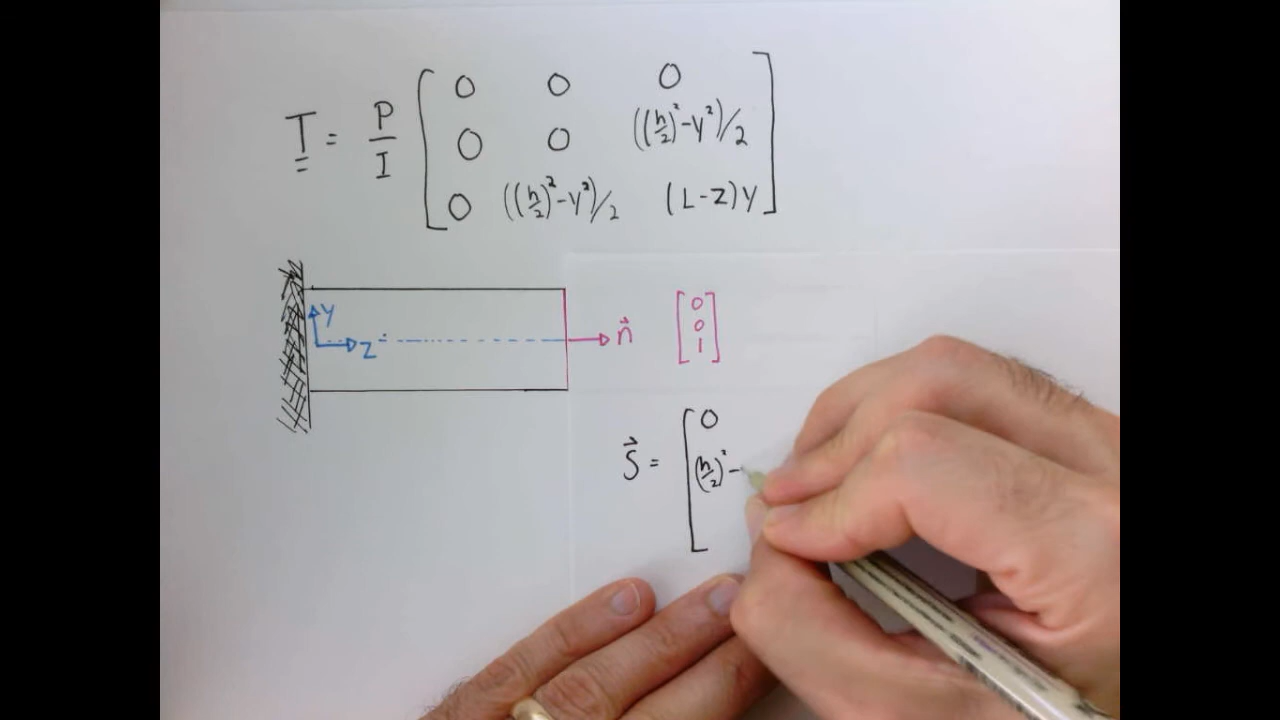 0 0 0
T = P/I 0 0 ((h/2)²-y²)/2
0 ((h/2)²-y²)/2 (L-z)y
y
z
n⃗
0
0
1
0
S⃗ = (h/2)² -